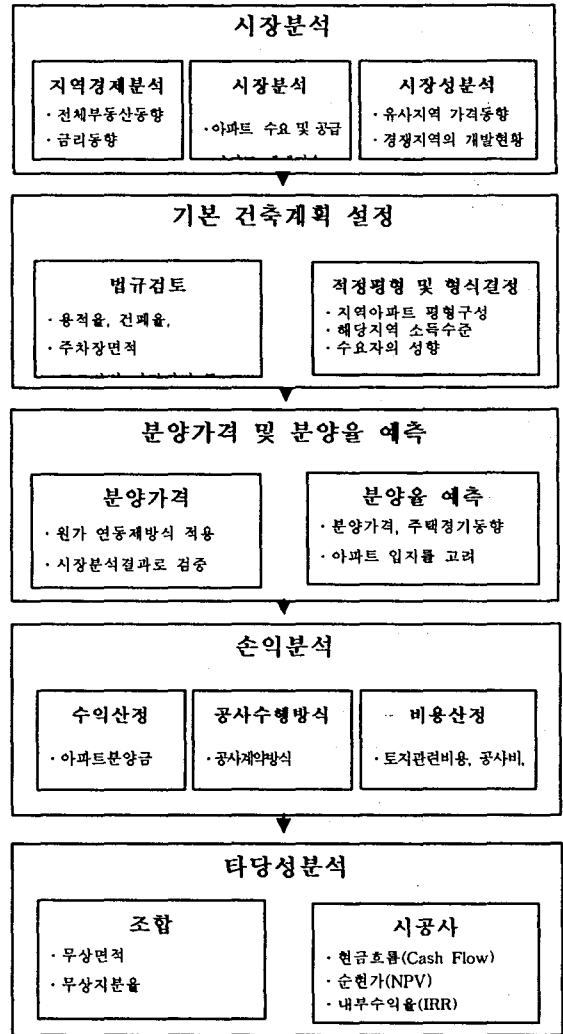 시장분석
지역경제분석
· 전체부동산동향
· 금리동향
시장분석
· 아파트 수요 및 공급
시장성분석
· 유사지역 가격동향
· 경쟁지역의 개발현황
기본 건축계획 설정
법규검토
· 용적율, 건폐율,
· 주차장면적
적정평형 및 형식결정
· 지역아파트 평형구성
· 해당지역 소득수준
· 수요자의 성향
분양가격 및 분양율 예측
분양가격
· 원가 연동제방식 적용
· 시장분석결과로 검증
분양율 예측
· 분양가격, 주택경기동향
· 아파트 입지를 고려
손익분석
수익산정
· 아파트분양금
공사수행방식
· 공사계약방식
비용산정
· 토지관련비용, 공사비,
타당성분석
조합
· 무상면적
· 무상지분율
시공사
· 현금흐름(Cash Flow)
· 순현가(NPV)
· 내부수익율(IRR)